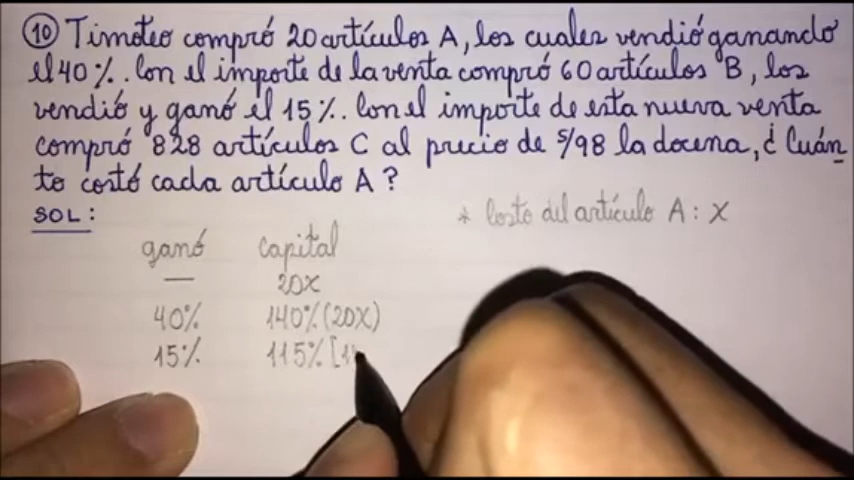 10 Timoteo compró 20 artículos A, los cuales vendió ganando
el 40%. Con el importe de la venta compró 60 artículos B, los
vendió y ganó el 15%. Con el importe de esta nueva venta
compró 828 artículos C al precio de S/98 la docena, ¿Cuán_
to costó cada artículo A?
SOL:
* Costo del artículo A: X
ganó capital
— 20X
40% 140%(20X)
15% 115%[1